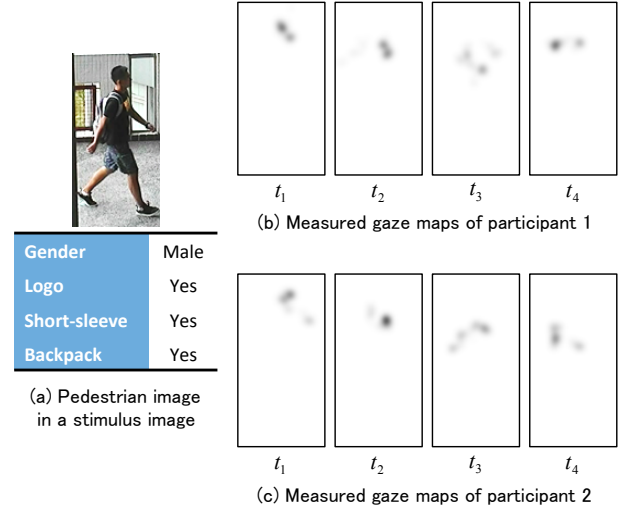 t1 t2 t3 t4
(b) Measured gaze maps of participant 1
Gender Male
Logo Yes
Short-sleeve Yes
Backpack Yes
(a) Pedestrian image
in a stimulus image
t1 t2 t3 t4
(c) Measured gaze maps of participant 2